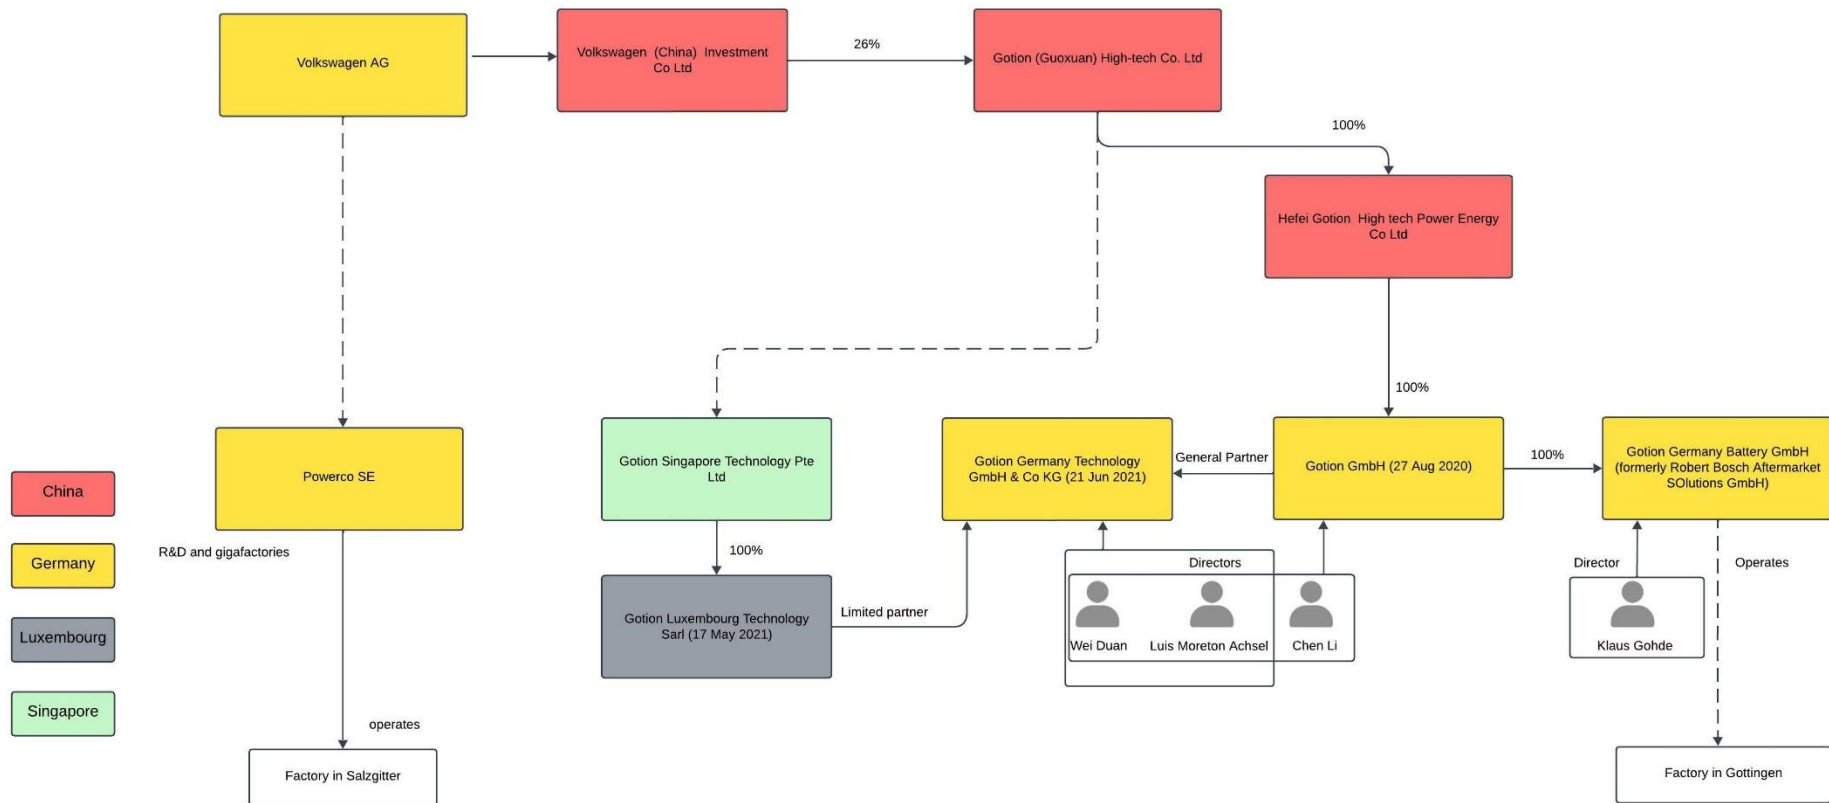 Volkswagen AG
Volkswagen (China) Investment
Co Ltd
26%
Gotion (Guoxuan) High-tech Co. Ltd
100%
Hefei Gotion High tech Power Energy
Co Ltd
100%
Powerco SE
Gotion Singapore Technology Pte
Ltd
Gotion Germany Technology
GmbH & Co KG (21 Jun 2021)
General Partner
Gotion GmbH (27 Aug 2020)
100%
Gotion Germany Battery GmbH
(formerly Robert Bosch Aftermarket
SOlutions GmbH)
China
Germany
Luxembourg
Singapore
R&D and gigafactories
100%
Gotion Luxembourg Technology
Sarl (17 May 2021)
Limited partner
Directors
Wei Duan
Luis Moreton Achsel
Chen Li
Director
Klaus Gohde
Operates
operates
Factory in Salzgitter
Factory in Gottingen